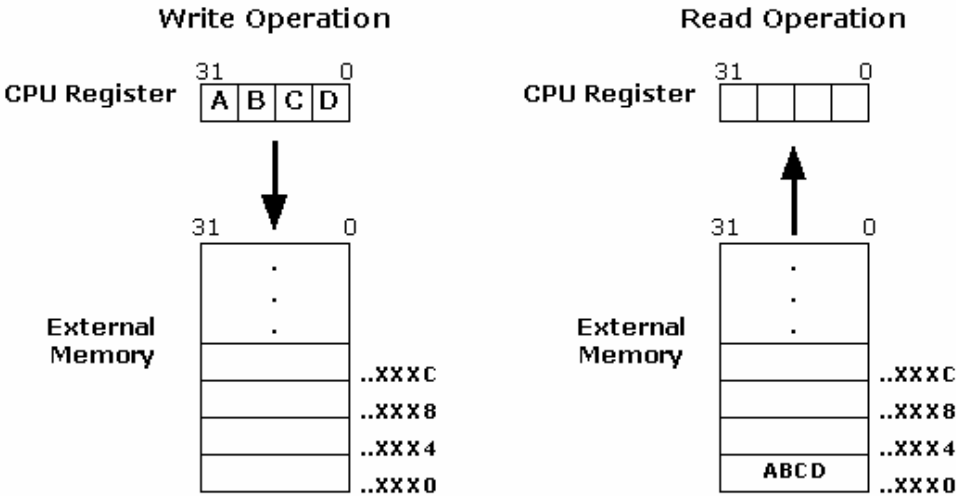 Write Operation
Read Operation
31 0
CPU Register
A B C D
31 0
CPU Register
31 0
External
Memory
..XXXC
..XXX8
..XXX4
..XXX0
31 0
External
Memory
..XXXC
..XXX8
..XXX4
ABCD
..XXX0